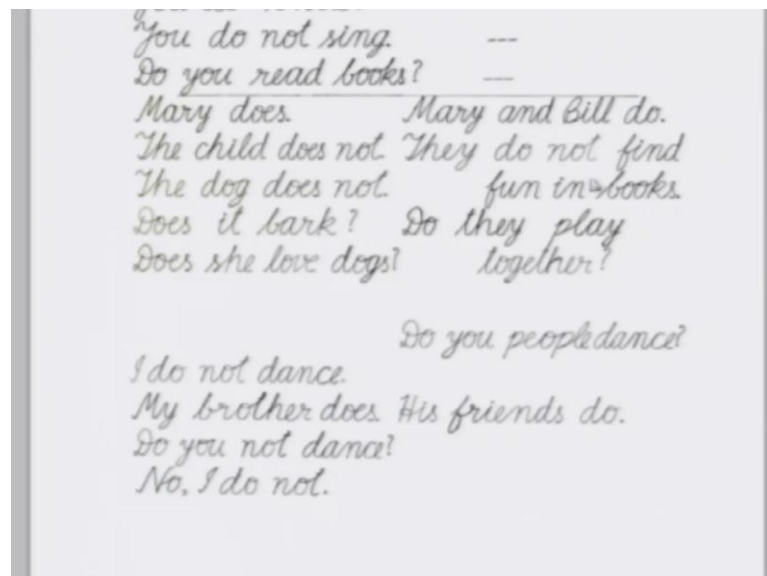 You do not sing. ---
Do you read books? ---
Mary does. Mary and Bill do.
The child does not. They do not find
The dog does not. fun in books.
Does it bark? Do they play
Does she love dogs? together?
Do you people dance?
I do not dance.
My brother does. His friends do.
Do you not dance?
No, I do not.